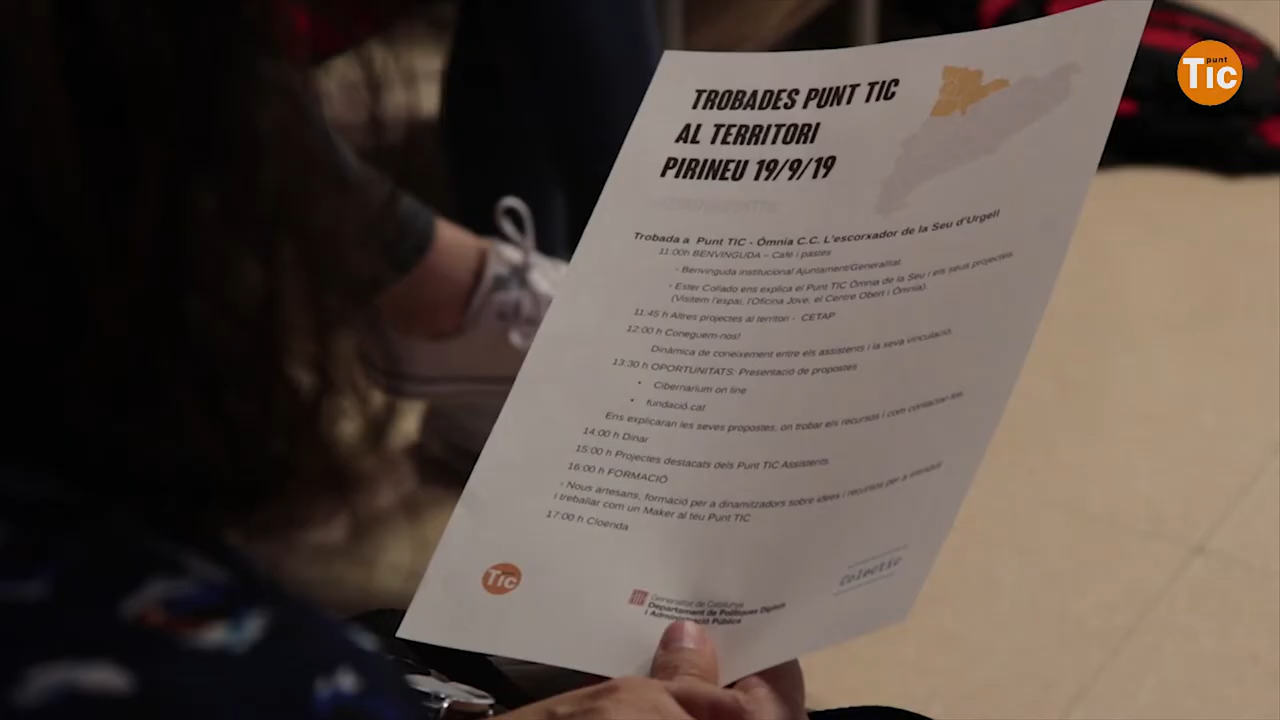 punt
TIC
TROBADES PUNT TIC
AL TERRITORI
PIRINEU 19/9/19
Trobada a Punt TIC - Òmnia C.C. L'escorxador de la Seu d'Urgell
11:00h BENVINGUDA – Café i pastes
- Benvinguda institucional Ajuntament/Generalitat.
- Ester Collado ens explica el Punt TIC Òmnia de la Seu i els seus projectes
(Visitem l'espai, l'Oficina Jove, el Centre Obert i Òmnia).
11:45 h Altres projectes al territori - CETAP
12:00 h Coneguem-nos!
Dinàmica de coneixement entre els assistents i la seva vinculació.
13:30 h OPORTUNITATS: Presentació de propostes
• Cibernarium on line
• fundació.cat
Ens explicaran les seves propostes, on trobar els recursos i com contactar-los.
14:00 h Dinar
15:00 h Projectes destacats dels Punt TIC Assistents.
16:00 h FORMACIÓ
- Nous artesans, formació per a dinamitzadors sobre idees i recursos per a entendre
i treballar com un Maker al teu Punt TIC
17:00 h Cloenda
TIC
Generalitat de Catalunya
Departament de Polítiques Digitals
i Administració Pública
Colectic